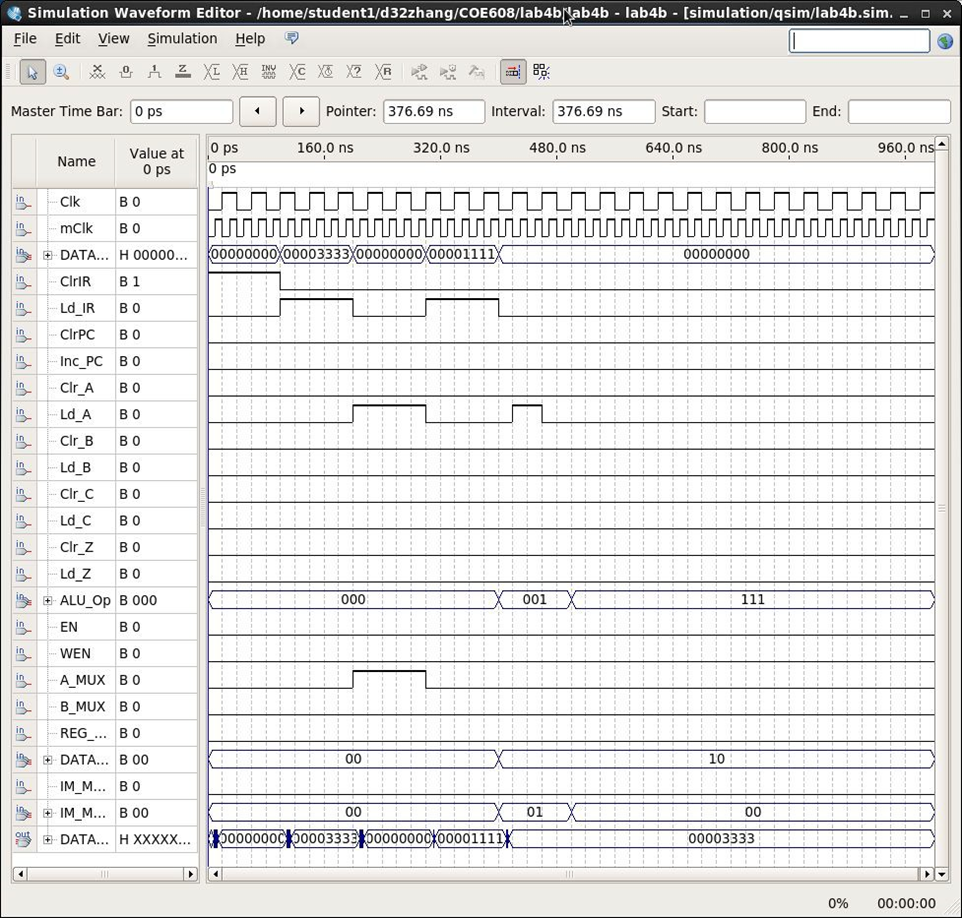 Simulation Waveform Editor - /home/student1/d32zhang/COE608/lab4b/lab4b - lab4b - [simulation/qsim/lab4b.sim.
File Edit View Simulation Help
Master Time Bar: 0 ps Pointer: 376.69 ns Interval: 376.69 ns Start: End:
Name Value at 0 ps 0 ps 160.0 ns 320.0 ns 480.0 ns 640.0 ns 800.0 ns 960.0 ns
0 ps
Clk B 0
mClk B 0
DATA... H 00000... 00000000 00003333 00000000 00001111 00000000
ClrIR B 1
Ld_IR B 0
ClrPC B 0
Inc_PC B 0
Clr_A B 0
Ld_A B 0
Clr_B B 0
Ld_B B 0
Clr_C B 0
Ld_C B 0
Clr_Z B 0
Ld_Z B 0
ALU_Op B 000 000 001 111
EN B 0
WEN B 0
A_MUX B 0
B_MUX B 0
REG_... B 0
DATA... B 00 00 10
IM_M... B 0
IM_M... B 00 00 01 00
DATA... H XXXXX... 00000000 00003333 00000000 00001111 00003333
0% 00:00:00